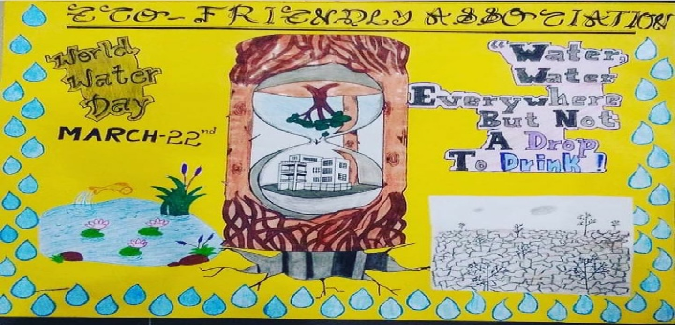 ECO-FRIENDLY ASSOCIATION
World
Water
Day
MARCH-22nd
"Water,
Water
Everywhere
But Not
A Drop
To Drink!